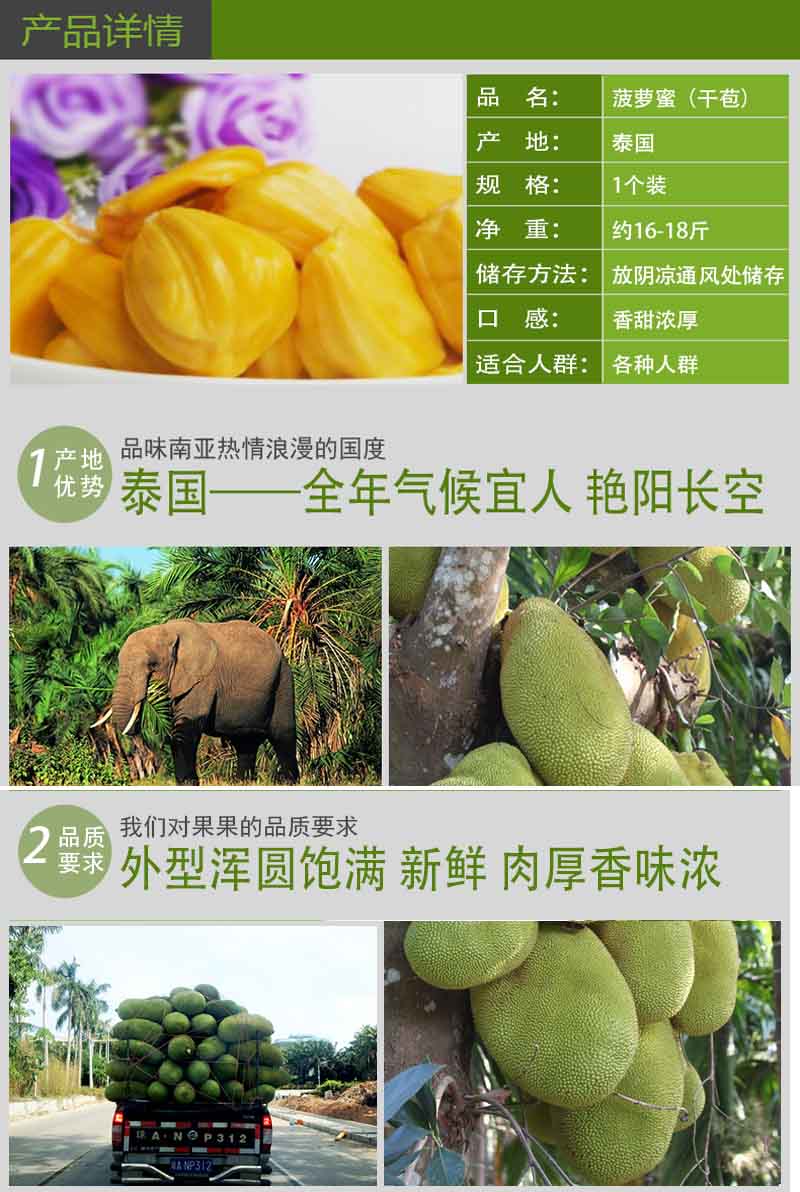 产品详情
品 名： 菠萝蜜（干苞）
产 地： 泰国
规 格： 1个装
净 重： 约16-18斤
储存方法： 放阴凉通风处储存
口 感： 香甜浓厚
适合人群： 各种人群
1 产地优势
品味南亚热情浪漫的国度
泰国——全年气候宜人 艳阳长空
2 品质要求
我们对果果的品质要求
外型浑圆饱满 新鲜 肉厚香味浓
A·N P312
ANP312